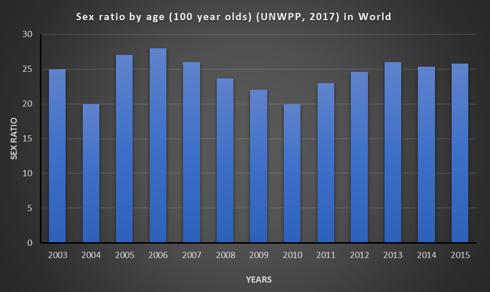 Sex ratio by age (100 year olds) (UNWPP, 2017) in World
30
25
20
15
10
5
0
SEX RATIO
2003 2004 2005 2006 2007 2008 2009 2010 2011 2012 2013 2014 2015
YEARS